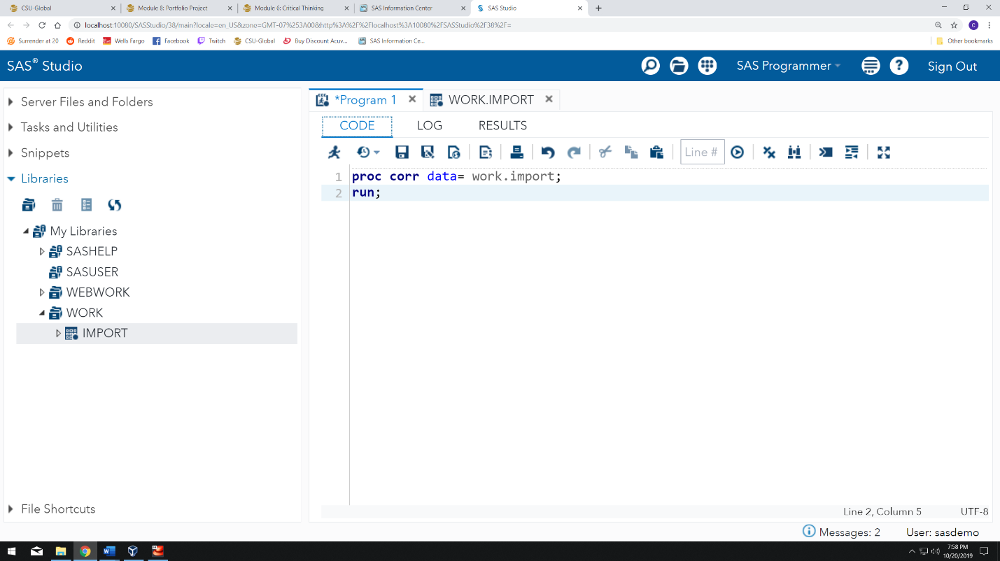 CSU-Global
Module 8: Portfolio Project
Module 6: Critical Thinking
SAS Information Center
SAS Studio
localhost:10080/SASStudio/38/main?locale=en_US&zone=GMT-07%253A00&http%3A%2F%2Flocalhost%3A10080%2FSASStudio%2F38%2F=
C
Surrender at 20
Reddit
Wells Fargo
Facebook
Twitch
CSU-Global
Buy Discount Acuv...
SAS Information Ce...
Other bookmarks
SAS® Studio
SAS Programmer
?
Sign Out
Server Files and Folders
Tasks and Utilities
Snippets
Libraries
My Libraries
SASHELP
SASUSER
WEBWORK
WORK
IMPORT
File Shortcuts
*Program 1
WORK.IMPORT
CODE
LOG
RESULTS
Line #
1 proc corr data= work.import;
2 run;
Line 2, Column 5
UTF-8
Messages: 2
User: sasdemo
7:58 PM
10/20/2019